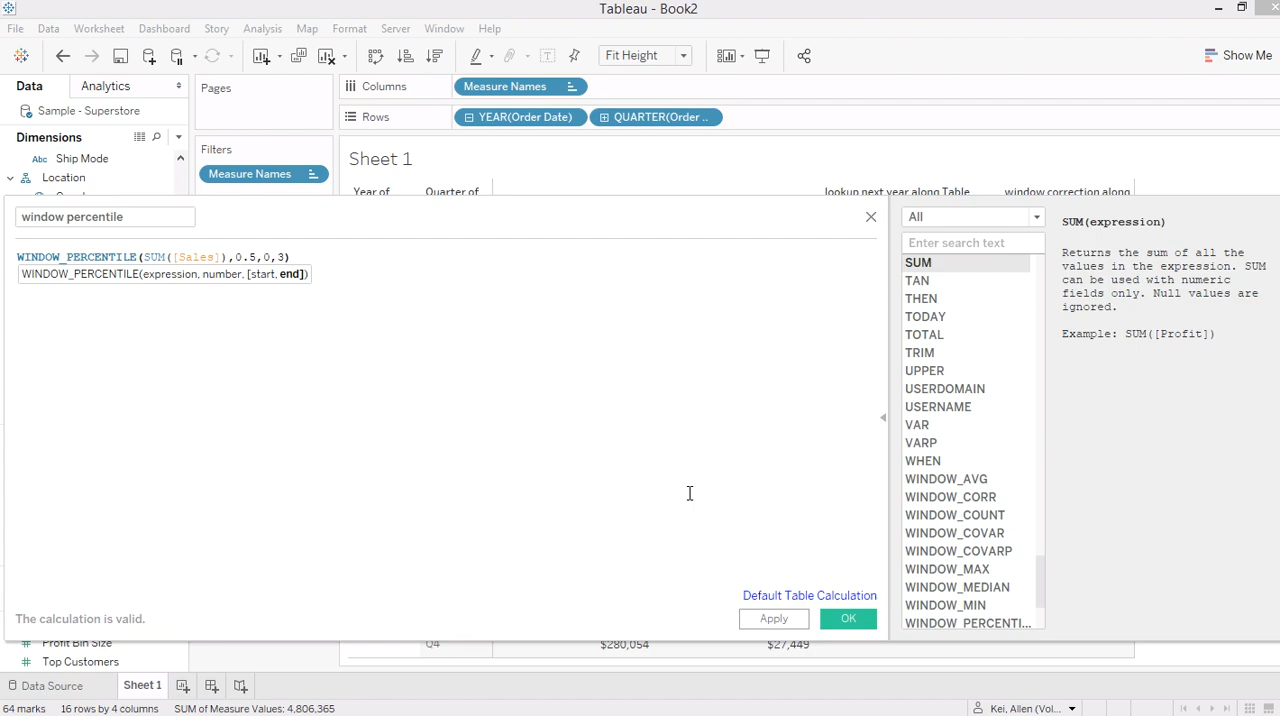 Tableau - Book2
File Data Worksheet Dashboard Story Analysis Map Format Server Window Help
Fit Height
Show Me
Data Analytics
Sample - Superstore
Dimensions
Abc Ship Mode
Location
Pages
Filters
Measure Names
Columns Measure Names
Rows YEAR(Order Date) QUARTER(Order ..
Sheet 1
Year of Quarter of lookup next year along Table window correction along
window percentile
WINDOW_PERCENTILE(SUM([Sales]),0.5,0,3)
WINDOW_PERCENTILE(expression, number, [start, end])
Default Table Calculation
The calculation is valid.
Apply OK
All
Enter search text
SUM
TAN
THEN
TODAY
TOTAL
TRIM
UPPER
USERDOMAIN
USERNAME
VAR
VARP
WHEN
WINDOW_AVG
WINDOW_CORR
WINDOW_COUNT
WINDOW_COVAR
WINDOW_COVARP
WINDOW_MAX
WINDOW_MEDIAN
WINDOW_MIN
WINDOW_PERCENTI...
SUM(expression)
Returns the sum of all the
values in the expression. SUM
can be used with numeric
fields only. Null values are
ignored.
Example: SUM([Profit])
Profit Bin Size
Top Customers
Q4 $280,054 $27,449
Data Source Sheet 1
64 marks 16 rows by 4 columns SUM of Measure Values: 4,806,365
Kei, Allen (Vol...